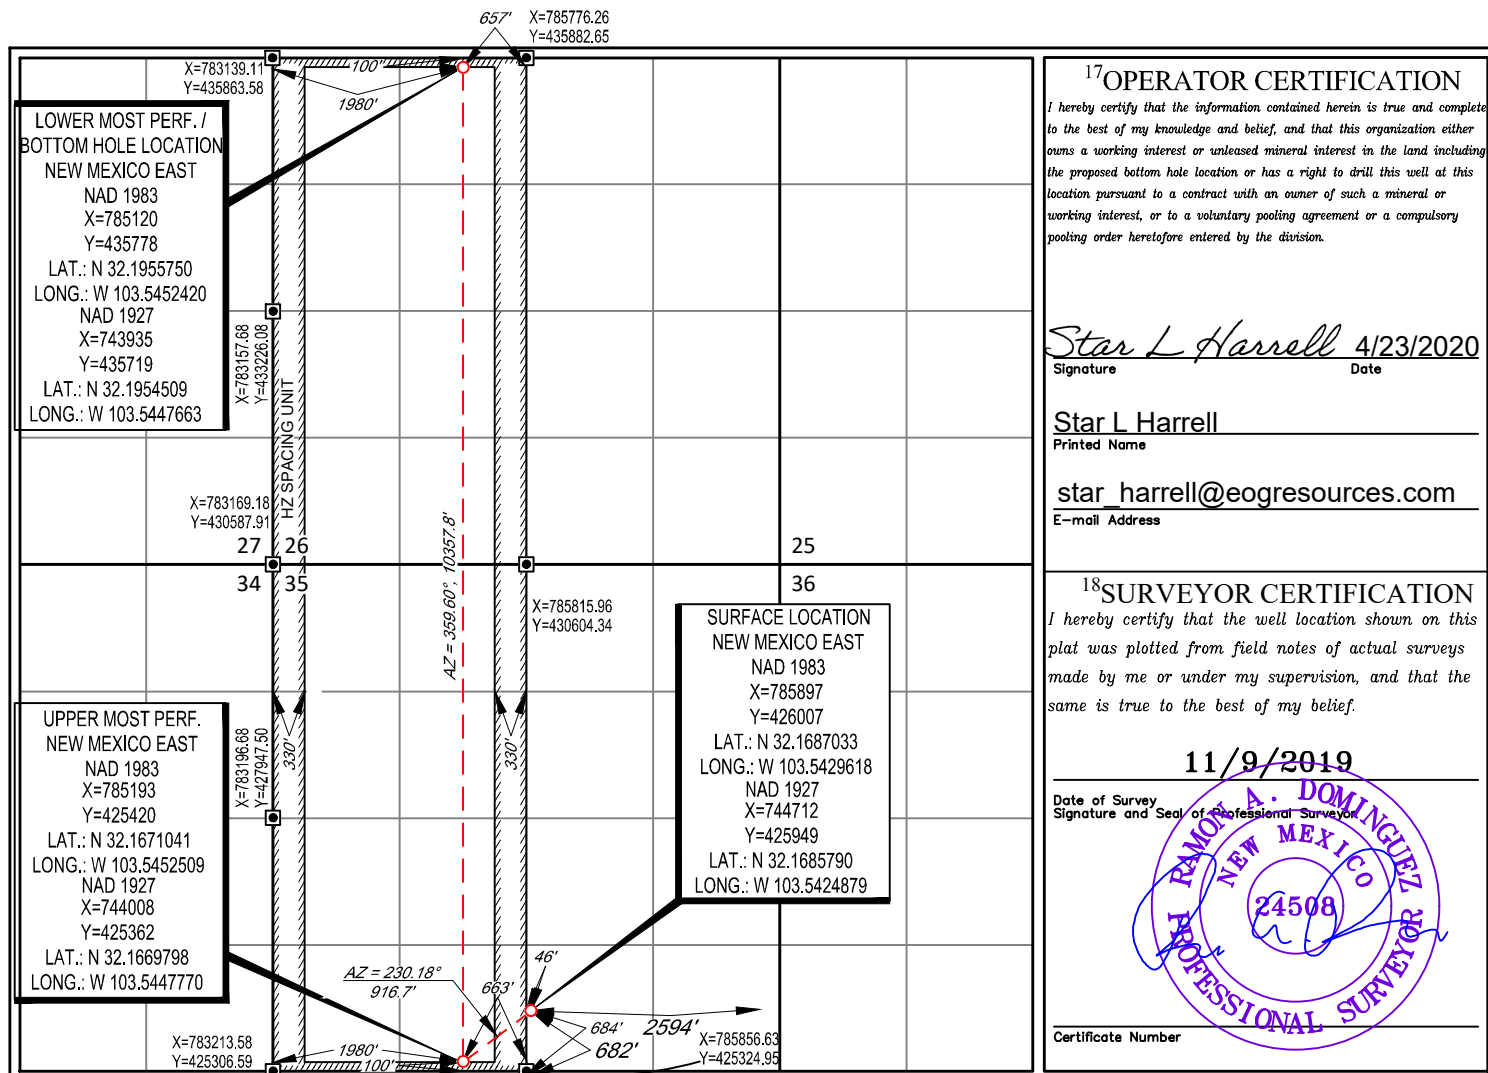 657'
X=785776.26
Y=435882.65
X=783139.11
Y=435863.58
100'
1980'
LOWER MOST PERF. /
BOTTOM HOLE LOCATION
NEW MEXICO EAST
NAD 1983
X=785120
Y=435778
LAT.: N 32.1955750
LONG.: W 103.5452420
NAD 1927
X=743935
Y=435719
LAT.: N 32.1954509
LONG.: W 103.5447663
X=783157.68
Y=433226.08
HZ SPACING UNIT
X=783169.18
Y=430587.91
27 26
34 35
25
36
AZ = 359.60°, 10357.8'
X=785815.96
Y=430604.34
SURFACE LOCATION
NEW MEXICO EAST
NAD 1983
X=785897
Y=426007
LAT.: N 32.1687033
LONG.: W 103.5429618
NAD 1927
X=744712
Y=425949
LAT.: N 32.1685790
LONG.: W 103.5424879
UPPER MOST PERF.
NEW MEXICO EAST
NAD 1983
X=785193
Y=425420
LAT.: N 32.1671041
LONG.: W 103.5452509
NAD 1927
X=744008
Y=425362
LAT.: N 32.1669798
LONG.: W 103.5447770
X=783196.68
Y=427947.50
330'
330'
AZ = 230.18°
916.7'
663'
46'
684'
682'
2594'
X=783213.58
Y=425306.59
1980'
100'
X=785856.63
Y=425324.95
17 OPERATOR CERTIFICATION
I hereby certify that the information contained herein is true and complete
to the best of my knowledge and belief, and that this organization either
owns a working interest or unleased mineral interest in the land including
the proposed bottom hole location or has a right to drill this well at this
location pursuant to a contract with an owner of such a mineral or
working interest, or to a voluntary pooling agreement or a compulsory
pooling order heretofore entered by the division.
Star L Harrell 4/23/2020
Signature Date
Star L Harrell
Printed Name
star_harrell@eogresources.com
E-mail Address
18 SURVEYOR CERTIFICATION
I hereby certify that the well location shown on this
plat was plotted from field notes of actual surveys
made by me or under my supervision, and that the
same is true to the best of my belief.
11/9/2019
Date of Survey
Signature and Seal of Professional Surveyor
RAMON A. DOMINGUEZ
NEW MEXICO
24508
PROFESSIONAL SURVEYOR
Certificate Number